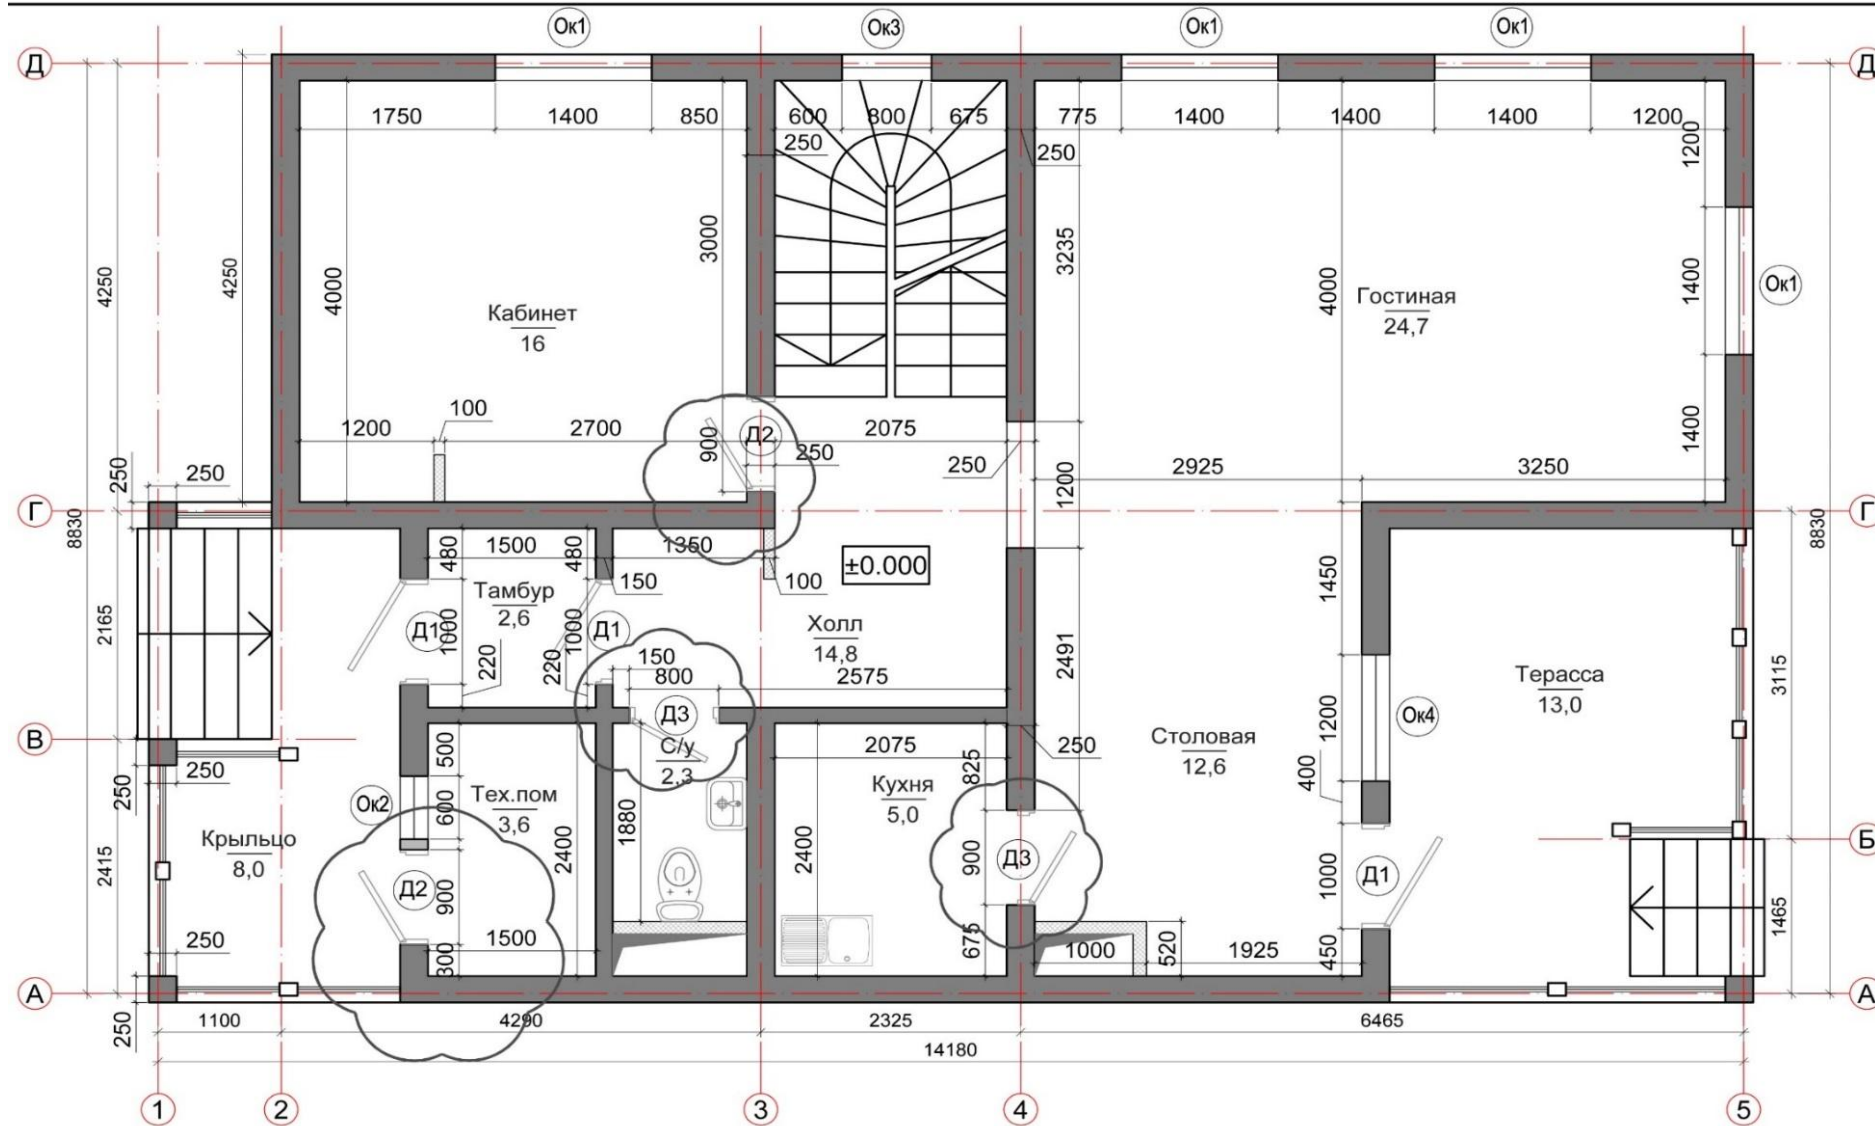 Ок1 Ок3 Ок1 Ок1
Д Д
1750 1400 850 600 800 675 775 1400 1400 1400 1200
250 250
1200
4250 4250 4000 3000 3235 4000 1400 Ок1
Кабинет
16
Гостиная
24,7
1400
100
1200 2700 900 Д2 2075
250 250 1200
2925 3250
250 250
Г Г
8830 8830
480 1500 480 1350
±0.000
150 100
1450
Тамбур
2,6
Д1 1000 1000 Д1
220 220
Холл
14,8
2165 2491 3115
150
800 2575
Д3
Терасса
13,0
1200 Ок4
В
500
С/у
2,3
2075 825 250
Столовая
12,6
400
250 250
Ок2 600
Тех.пом
3,6
Кухня
5,0
Крыльцо
8,0
1880
Б
2415 2400 2400 900 Д3 1000 Д1
Д2 900
1465
250 300 1500 675 1000 520 1925 450
А А
250
1100 4290 2325 6465
14180
1 2 3 4 5